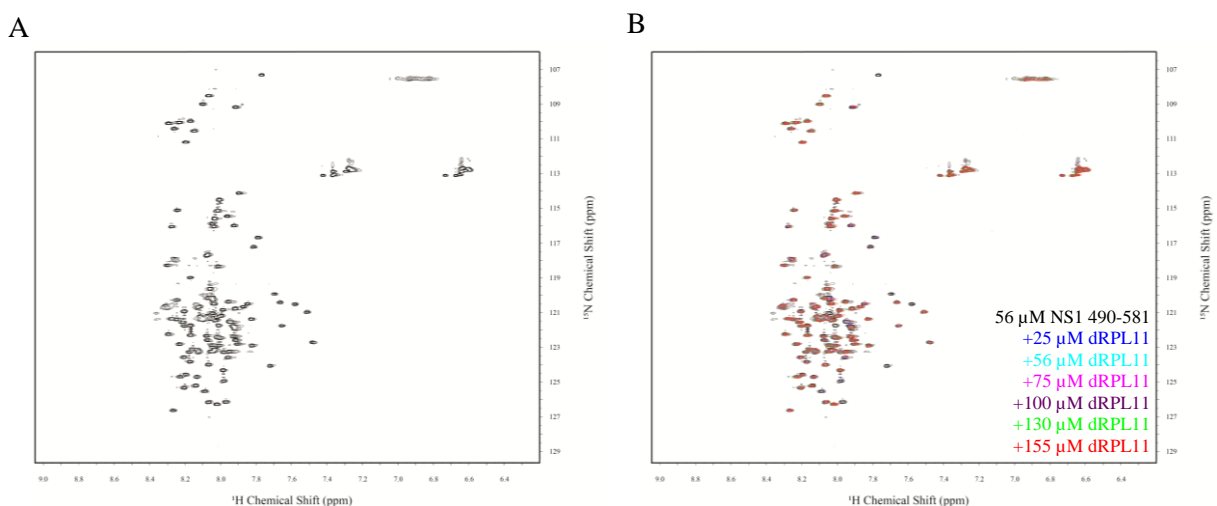 A
B
107
109
111
113
115
117
119
121
123
125
127
129
¹⁵N Chemical Shift (ppm)
9.0 8.8 8.6 8.4 8.2 8.0 7.8 7.6 7.4 7.2 7.0 6.8 6.6 6.4
¹H Chemical Shift (ppm)
56 µM NS1 490-581
+25 µM dRPL11
+56 µM dRPL11
+75 µM dRPL11
+100 µM dRPL11
+130 µM dRPL11
+155 µM dRPL11
107
109
111
113
115
117
119
121
123
125
127
129
¹⁵N Chemical Shift (ppm)
9.0 8.8 8.6 8.4 8.2 8.0 7.8 7.6 7.4 7.2 7.0 6.8 6.6 6.4
¹H Chemical Shift (ppm)